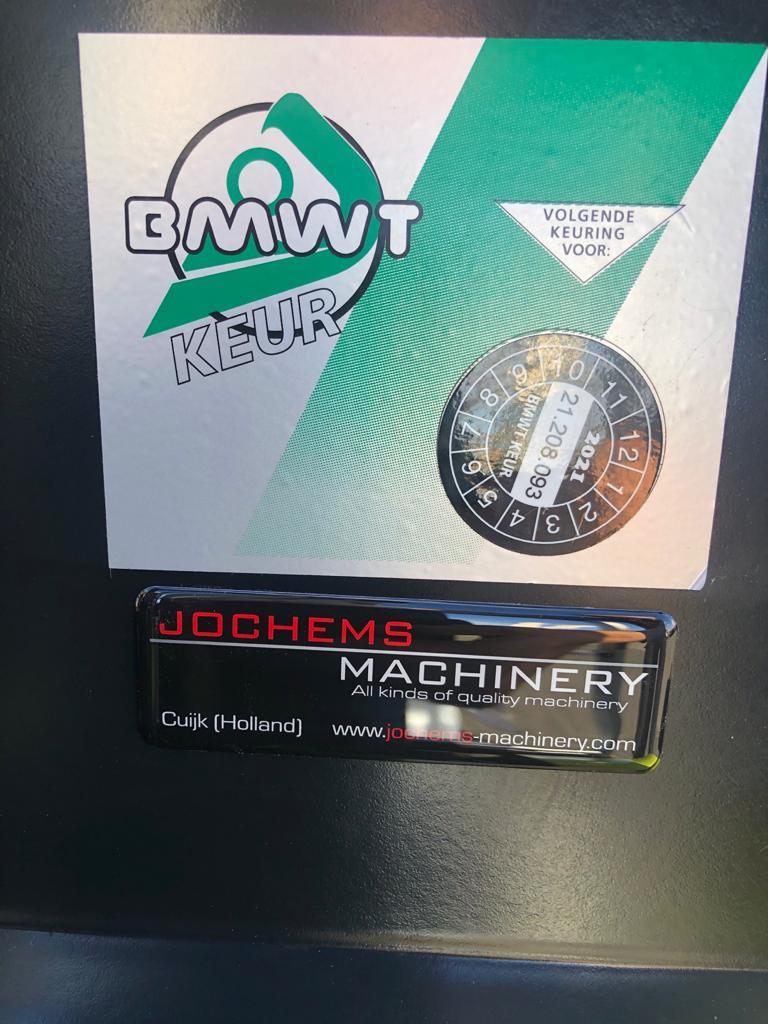 BMWT
KEUR
VOLGENDE
KEURING
VOOR:
1 2 3 4 5 6 7 8 9 10 11 12
2021
21.208.093
BMWT KEUR
JOCHEMS
MACHINERY
All kinds of quality machinery
Cuijk (Holland) www.jochems-machinery.com